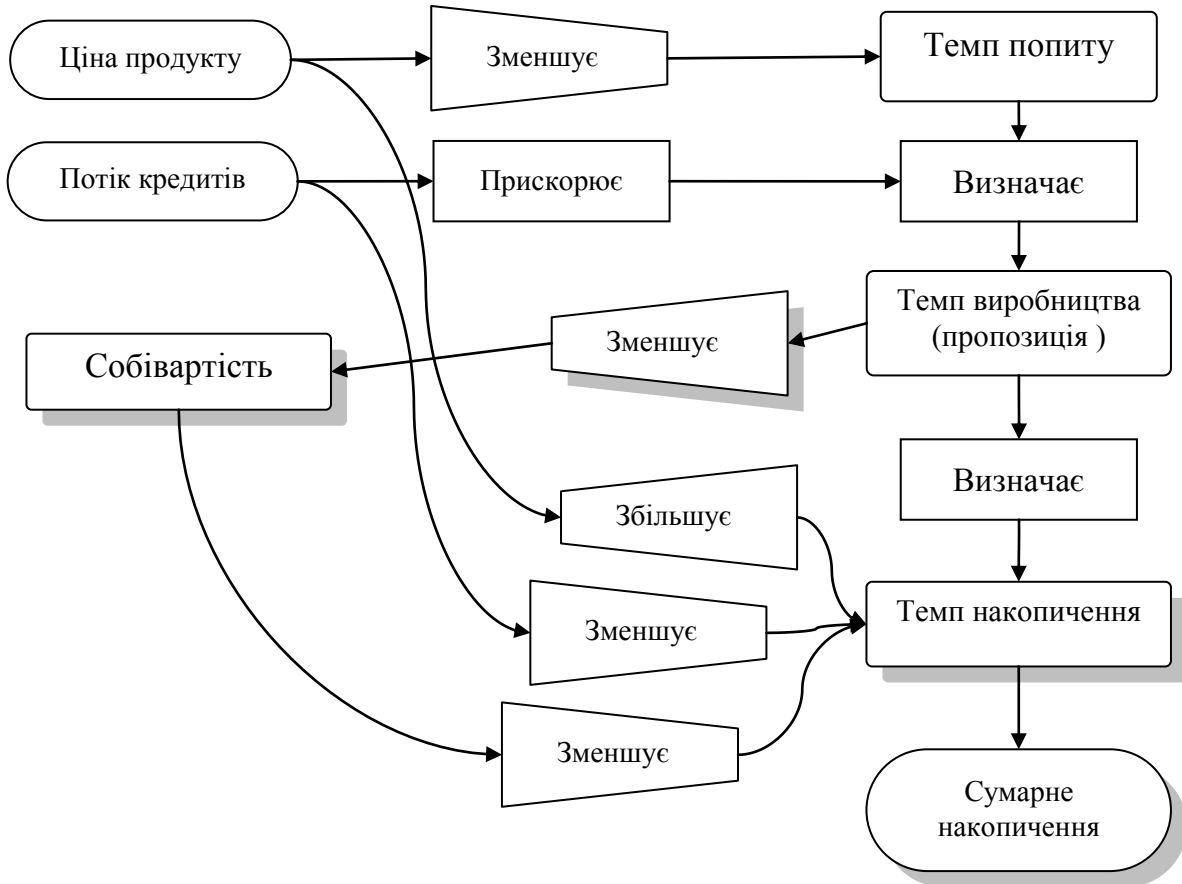 Ціна продукту
Зменшує
Темп попиту
Потік кредитів
Прискорює
Визначає
Темп виробництва
(пропозиція )
Зменшує
Собівартість
Визначає
Збільшує
Темп накопичення
Зменшує
Зменшує
Сумарне
накопичення